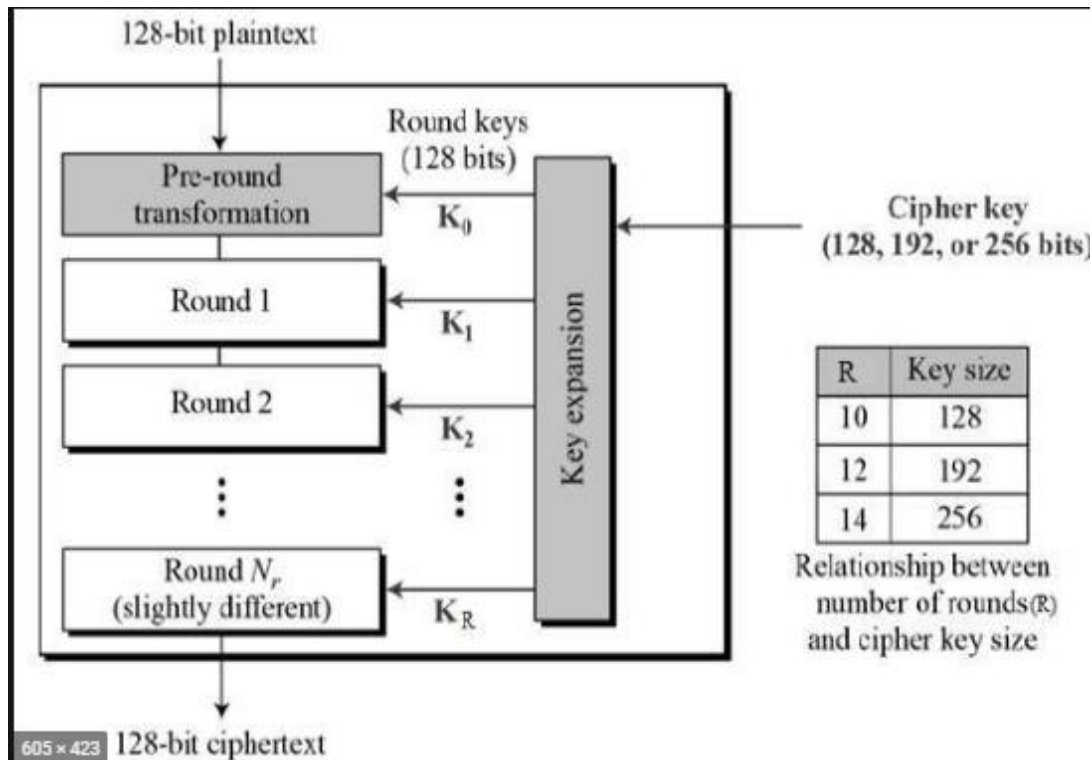 128-bit plaintext
Round keys
(128 bits)
Pre-round
transformation
K0
Cipher key
(128, 192, or 256 bits)
Round 1
K1
Key expansion
Round 2
K2
R Key size
10 128
12 192
14 256
Relationship between
number of rounds(R)
and cipher key size
Round Nr
(slightly different)
KR
605 × 423
128-bit ciphertext